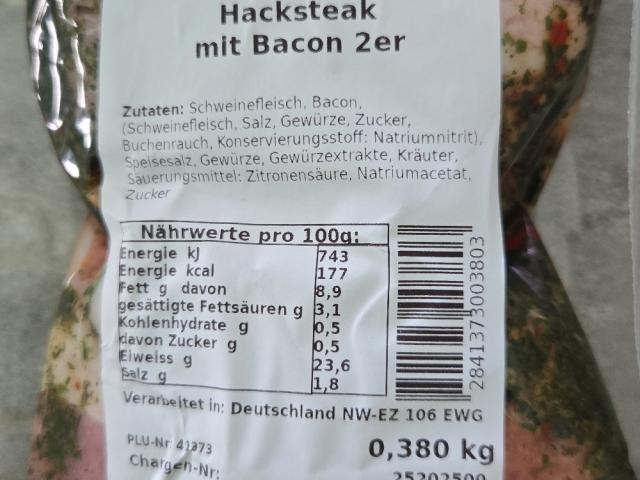 Hacksteak
mit Bacon 2er
Zutaten: Schweinefleisch, Bacon,
(Schweinefleisch, Salz, Gewürze, Zucker,
Buchenrauch, Konservierungsstoff: Natriumnitrit),
Speisesalz, Gewürze, Gewürzextrakte, Kräuter,
Säuerungsmittel: Zitronensäure, Natriumacetat,
Zucker
Nährwerte pro 100g:
Energie kJ 743
Energie kcal 177
Fett g davon 8,9
gesättigte Fettsäuren g 3,1
Kohlenhydrate g 0,5
davon Zucker g 0,5
Eiweiss g 23,6
Salz g 1,8
2841373003803
Verarbeitet in: Deutschland NW-EZ 106 EWG
PLU-Nr 41373
0,380 kg
Chargen-Nr:
25202500